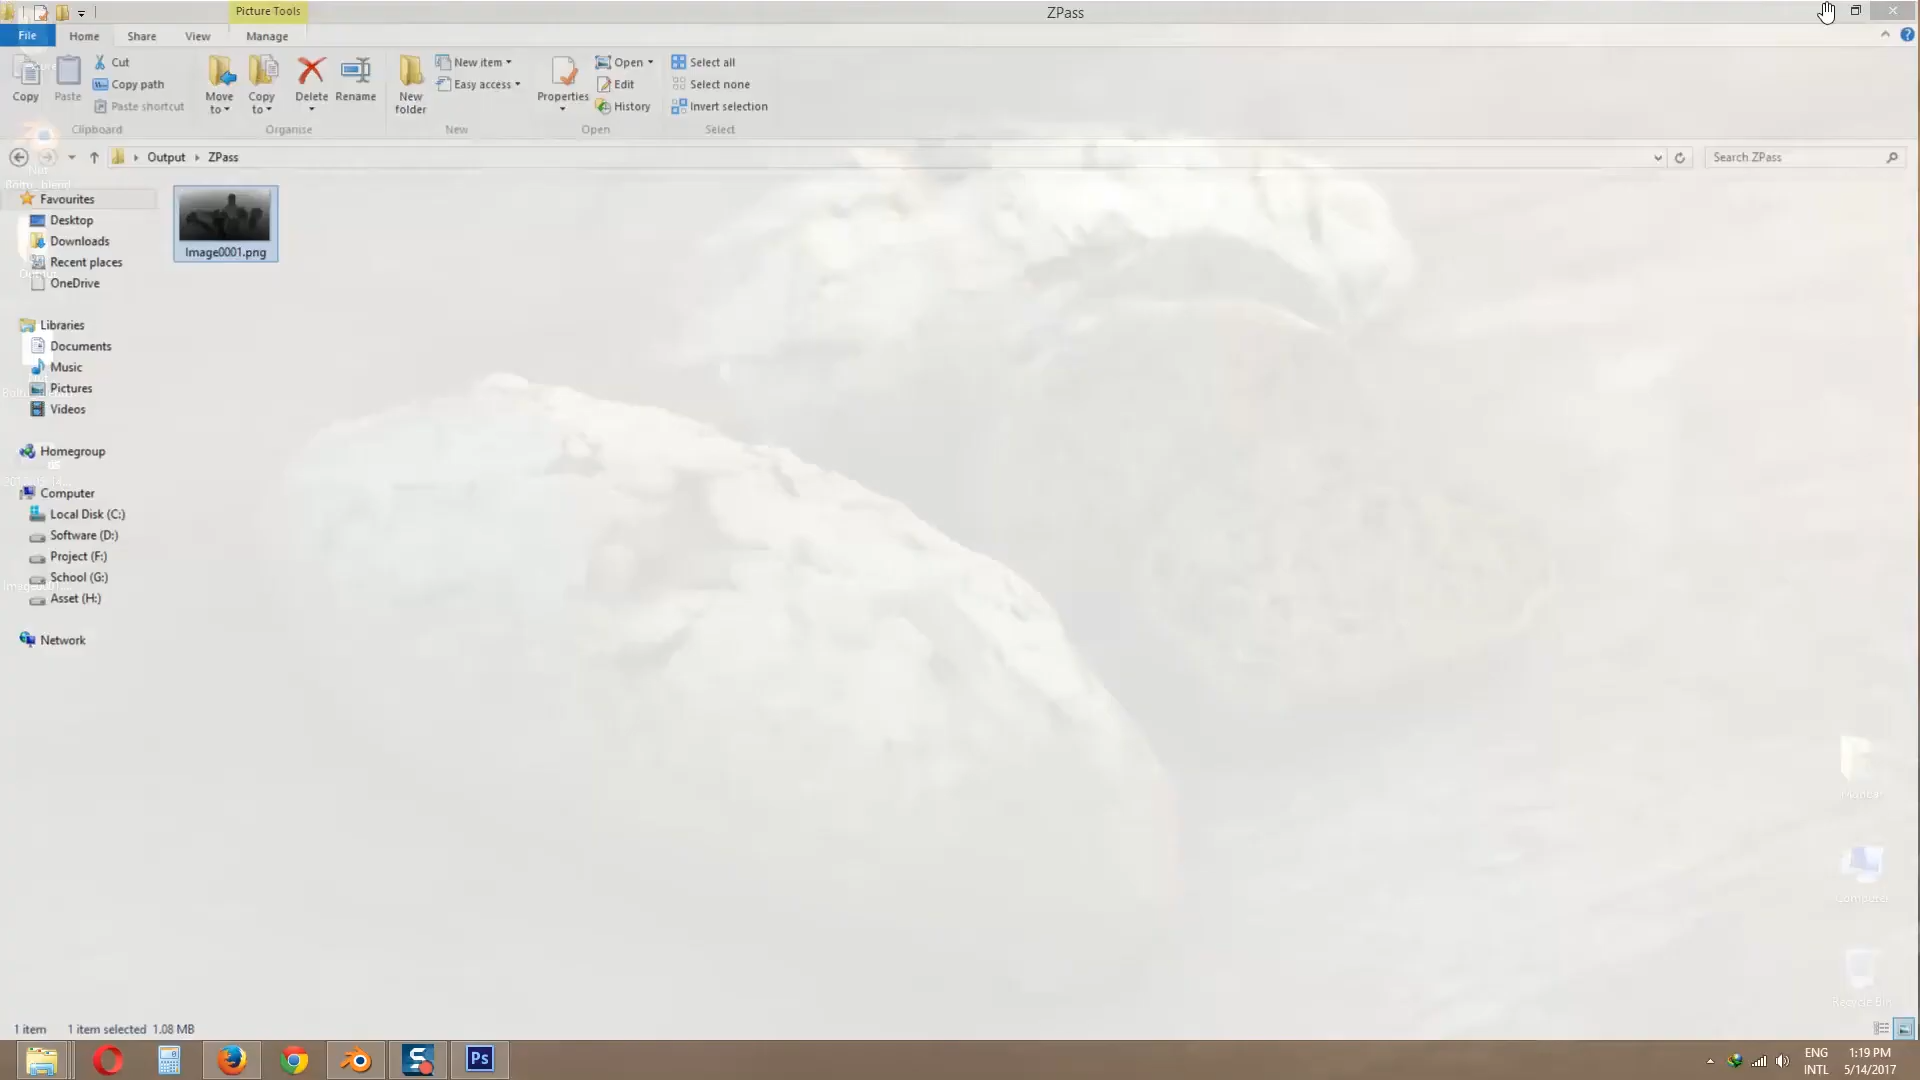 Picture Tools
ZPass
File
Home
Share
View
Manage
Copy
Paste
Cut
Copy path
Paste shortcut
Clipboard
Move to
Copy to
Delete
Rename
Organise
New folder
New item
Easy access
New
Properties
Open
Edit
History
Open
Select all
Select none
Invert selection
Select
Output
ZPass
Search ZPass
Favourites
Desktop
Downloads
Recent places
OneDrive
Libraries
Documents
Music
Pictures
Videos
Homegroup
Computer
Local Disk (C:)
Software (D:)
Project (F:)
School (G:)
Asset (H:)
Network
Image0001.png
Computer
Recycle Bin
1 item
1 item selected 1.08 MB
Ps
ENG
INTL
1:19 PM
5/14/2017